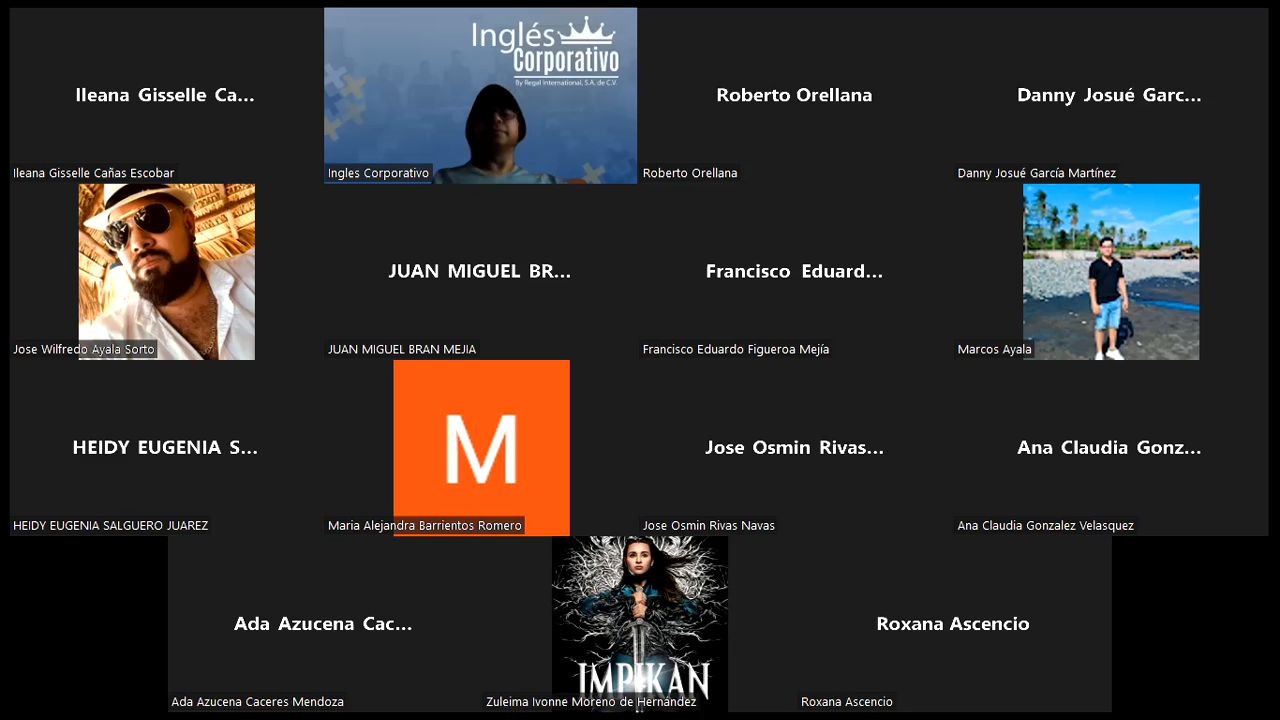 Ileana Gisselle Ca...
Ileana Gisselle Cañas Escobar
Inglés
Corporativo
By Regal International, S.A. de C.V.
Ingles Corporativo
Roberto Orellana
Roberto Orellana
Danny Josué Garc...
Danny Josué García Martínez
Jose Wilfredo Ayala Sorto
JUAN MIGUEL BR...
JUAN MIGUEL BRAN MEJIA
Francisco Eduard...
Francisco Eduardo Figueroa Mejía
Marcos Ayala
HEIDY EUGENIA S...
HEIDY EUGENIA SALGUERO JUAREZ
M
Maria Alejandra Barrientos Romero
Jose Osmin Rivas...
Jose Osmin Rivas Navas
Ana Claudia Gonz...
Ana Claudia Gonzalez Velasquez
Ada Azucena Cac...
Ada Azucena Caceres Mendoza
IMPIKAN
Zuleima Ivonne Moreno de Hernández
Roxana Ascencio
Roxana Ascencio